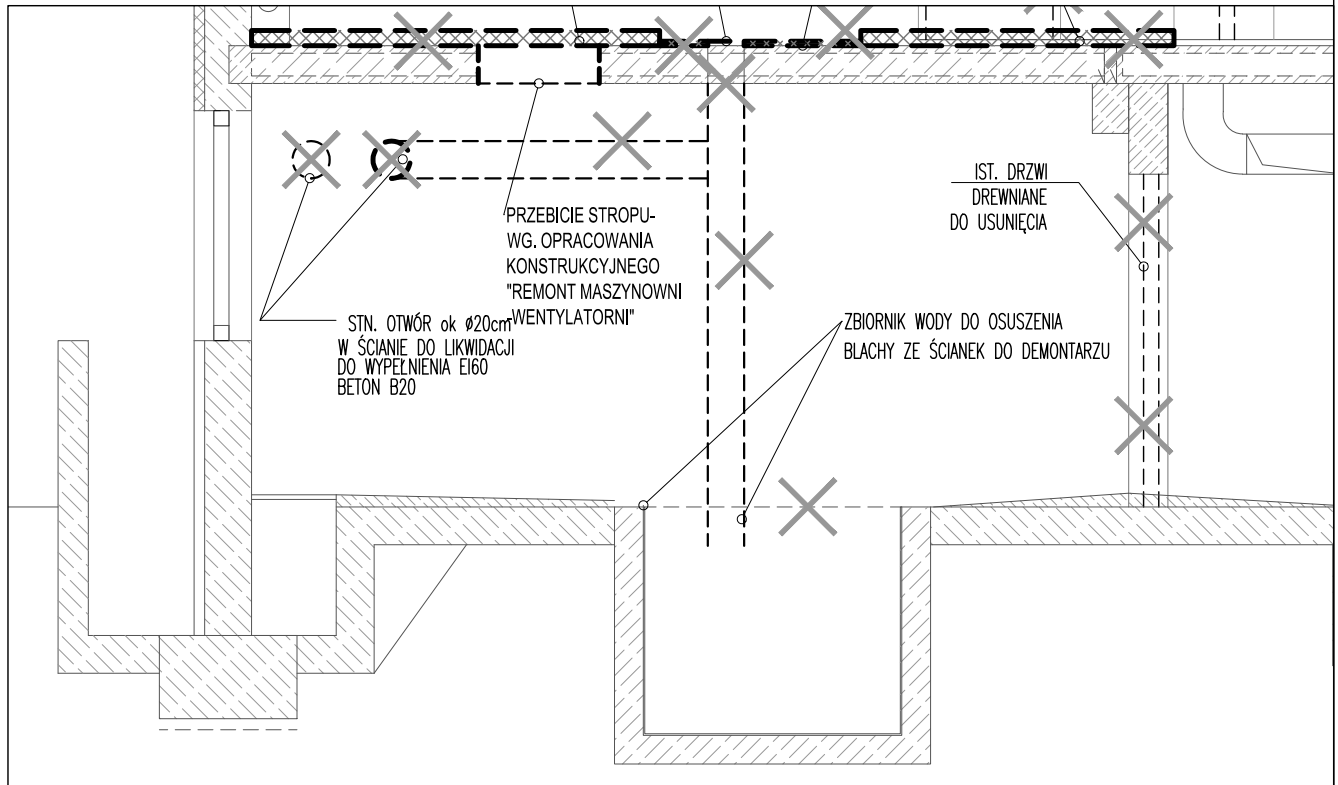 PRZEBICIE STROPU-
WG. OPRACOWANIA
KONSTRUKCYJNEGO
"REMONT MASZYNOWNI
-WENTYLATORNI"
IST. DRZWI
DREWNIANE
DO USUNIĘCIA
STN. OTWÓR ok Ø20cm
W ŚCIANIE DO LIKWIDACJI
DO WYPEŁNIENIA EI60
BETON B20
ZBIORNIK WODY DO OSUSZENIA
BLACHY ZE ŚCIANEK DO DEMONTARZU